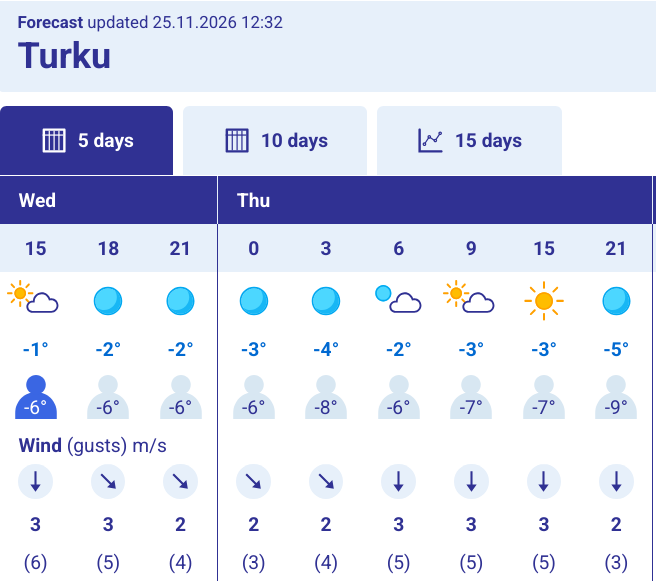 Forecast updated 25.11.2026 12:32
Turku
5 days 10 days 15 days
Wed Thu
15 18 21 0 3 6 9 15 21
-1° -2° -2° -3° -4° -2° -3° -3° -5°
-6° -6° -6° -6° -8° -6° -7° -7° -9°
Wind (gusts) m/s
3 3 2 2 2 3 3 3 2
(6) (5) (4) (3) (4) (5) (5) (5) (3)